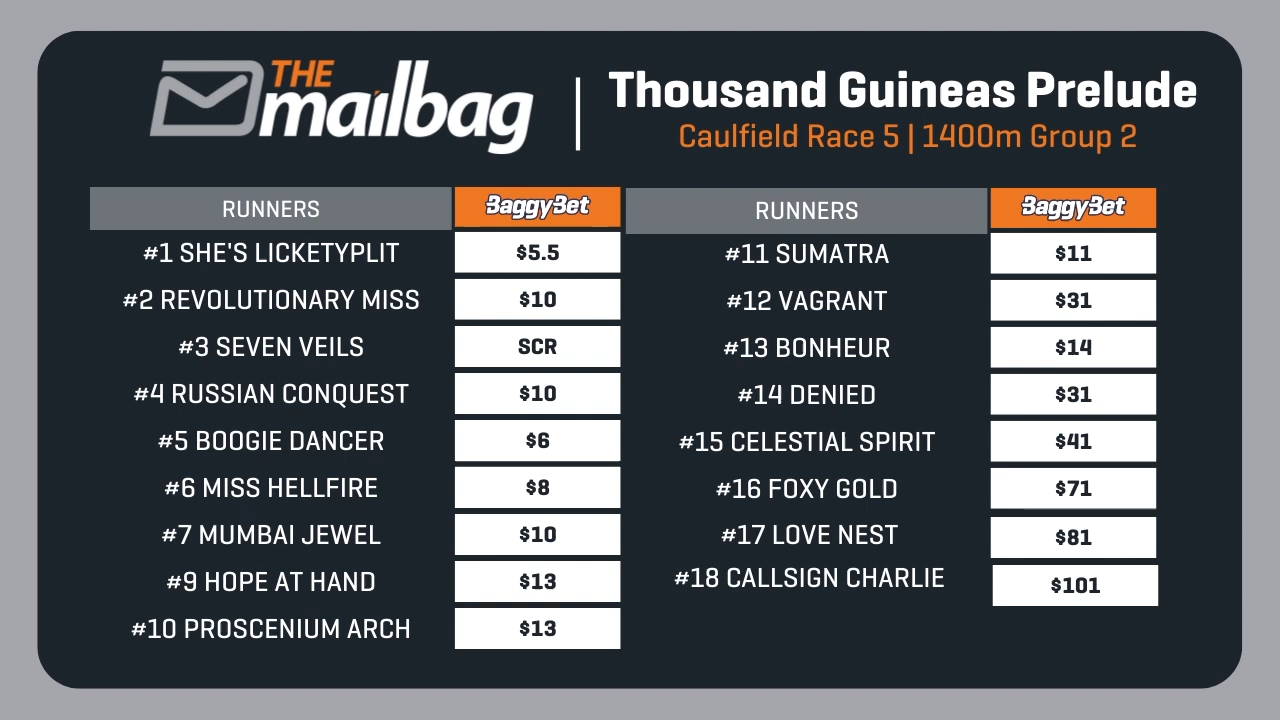 THE
mailbag
Thousand Guineas Prelude
Caulfield Race 5 | 1400m Group 2
RUNNERS BaggyBet
#1 SHE'S LICKETYPLIT $5.5
#2 REVOLUTIONARY MISS $10
#3 SEVEN VEILS SCR
#4 RUSSIAN CONQUEST $10
#5 BOOGIE DANCER $6
#6 MISS HELLFIRE $8
#7 MUMBAI JEWEL $10
#9 HOPE AT HAND $13
#10 PROSCENIUM ARCH $13
RUNNERS BaggyBet
#11 SUMATRA $11
#12 VAGRANT $31
#13 BONHEUR $14
#14 DENIED $31
#15 CELESTIAL SPIRIT $41
#16 FOXY GOLD $71
#17 LOVE NEST $81
#18 CALLSIGN CHARLIE $101